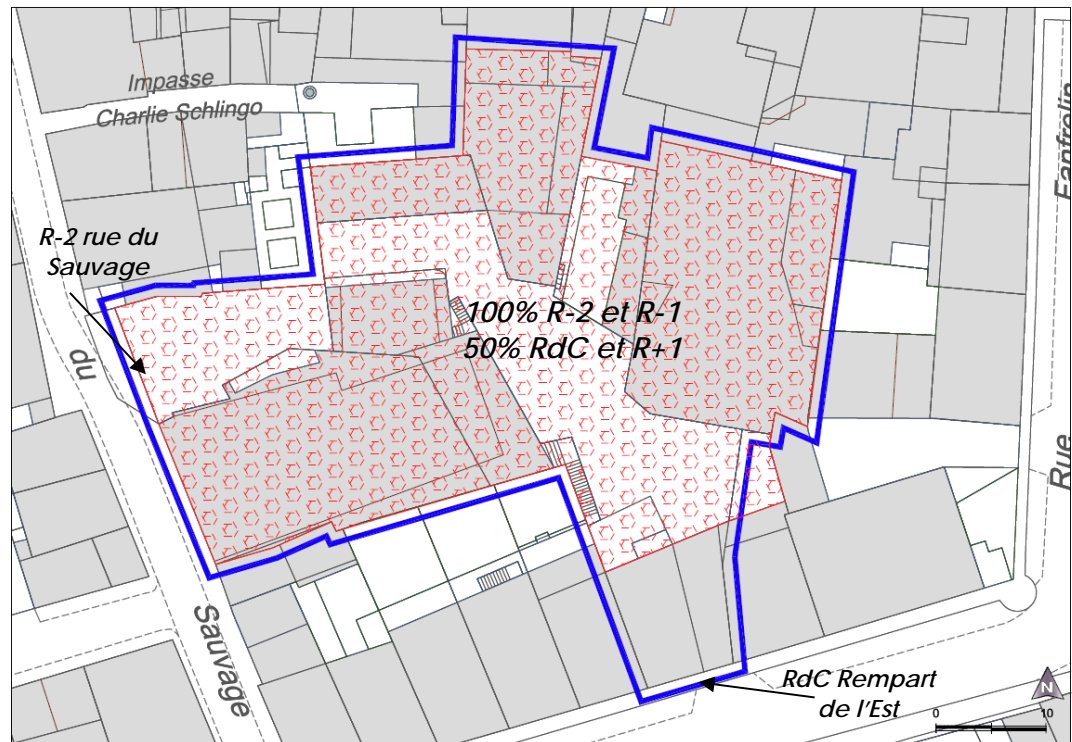 Impasse
Charlie Schlingo
Fanfrolin
R-2 rue du
Sauvage
100% R-2 et R-1
50% RdC et R+1
du
Rue
Sauvage
RdC Rempart
de l'Est
N
0 10